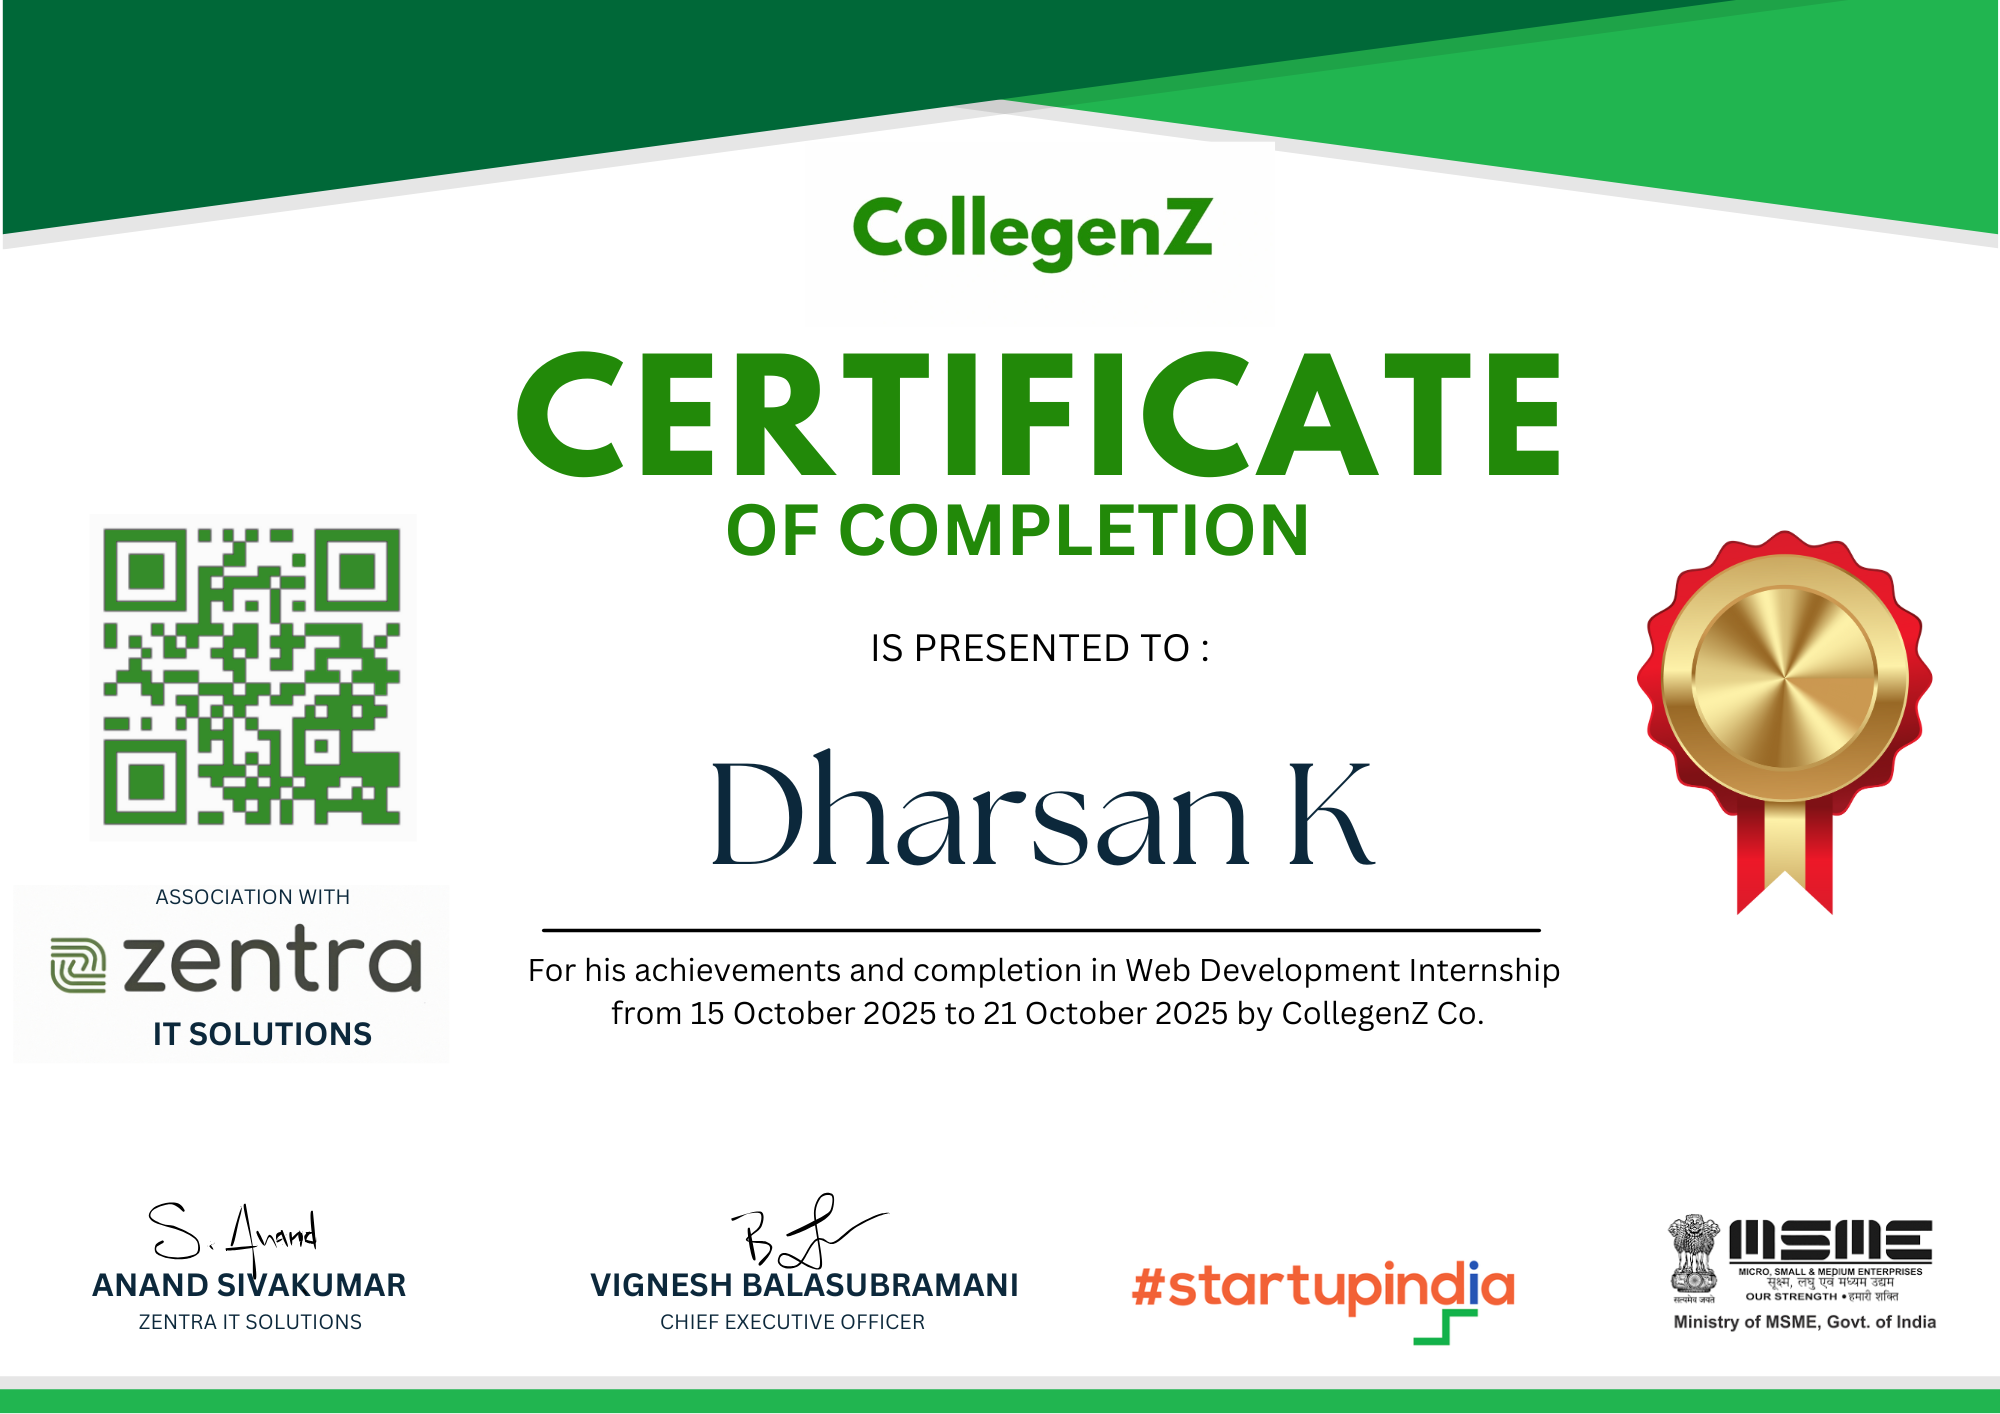 CollegenZ
CERTIFICATE
OF COMPLETION
IS PRESENTED TO :
Dharsan K
For his achievements and completion in Web Development Internship
from 15 October 2025 to 21 October 2025 by CollegenZ Co.
ASSOCIATION WITH
zentra
IT SOLUTIONS
S. Anand
ANAND SIVAKUMAR
ZENTRA IT SOLUTIONS
VIGNESH BALASUBRAMANI
CHIEF EXECUTIVE OFFICER
#startupindia
सत्यमेव जयते
MSME
MICRO, SMALL & MEDIUM ENTERPRISES
सूक्ष्म, लघु एवं मध्यम उद्यम
OUR STRENGTH • हमारी शक्ति
Ministry of MSME, Govt. of India